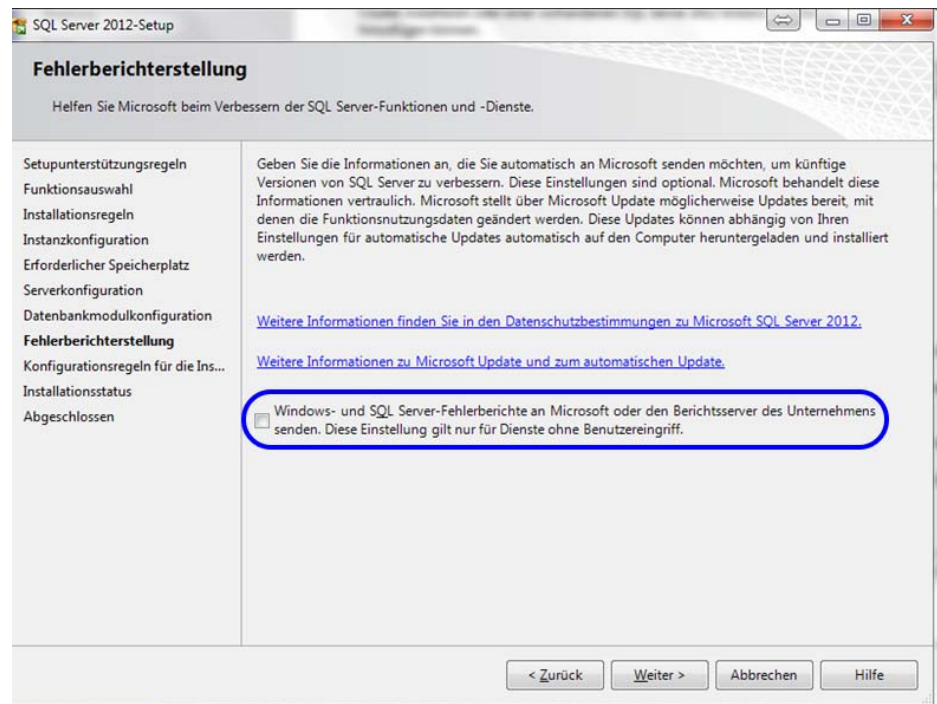 SQL Server 2012-Setup
Fehlerberichterstellung
Helfen Sie Microsoft beim Verbessern der SQL Server-Funktionen und -Dienste.
Setupunterstützungsregeln
Funktionsauswahl
Installationsregeln
Instanzkonfiguration
Erforderlicher Speicherplatz
Serverkonfiguration
Datenbankmodulkonfiguration
Fehlerberichterstellung
Konfigurationsregeln für die Ins...
Installationsstatus
Abgeschlossen
Geben Sie die Informationen an, die Sie automatisch an Microsoft senden möchten, um künftige
Versionen von SQL Server zu verbessern. Diese Einstellungen sind optional. Microsoft behandelt diese
Informationen vertraulich. Microsoft stellt über Microsoft Update möglicherweise Updates bereit, mit
denen die Funktionsnutzungsdaten geändert werden. Diese Updates können abhängig von Ihren
Einstellungen für automatische Updates automatisch auf den Computer heruntergeladen und installiert
werden.
Weitere Informationen finden Sie in den Datenschutzbestimmungen zu Microsoft SQL Server 2012.
Weitere Informationen zu Microsoft Update und zum automatischen Update.
Windows- und SQL Server-Fehlerberichte an Microsoft oder den Berichtsserver des Unternehmens
senden. Diese Einstellung gilt nur für Dienste ohne Benutzereingriff.
< Zurück
Weiter >
Abbrechen
Hilfe